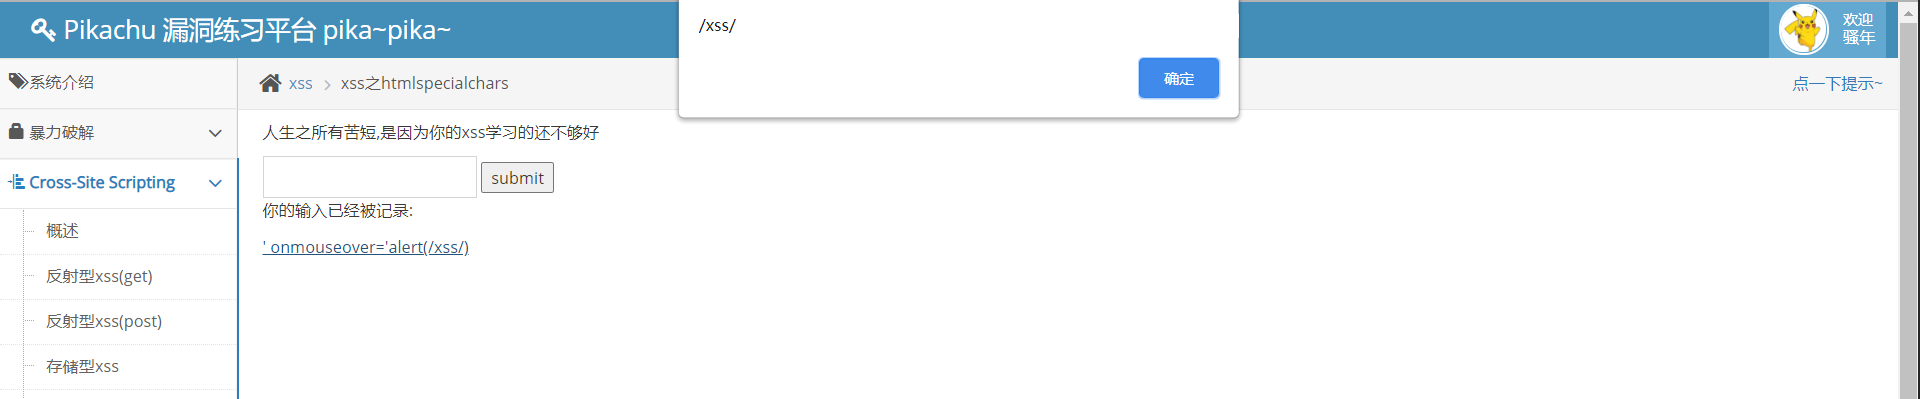 Pikachu 漏洞练习平台 pika~pika~
/xss/
确定
欢迎
骚年
系统介绍
暴力破解
Cross-Site Scripting
概述
反射型xss(get)
反射型xss(post)
存储型xss
xss > xss之htmlspecialchars
点一下提示~
人生之所有苦短,是因为你的xss学习的还不够好
submit
你的输入已经被记录:
' onmouseover='alert(/xss/)